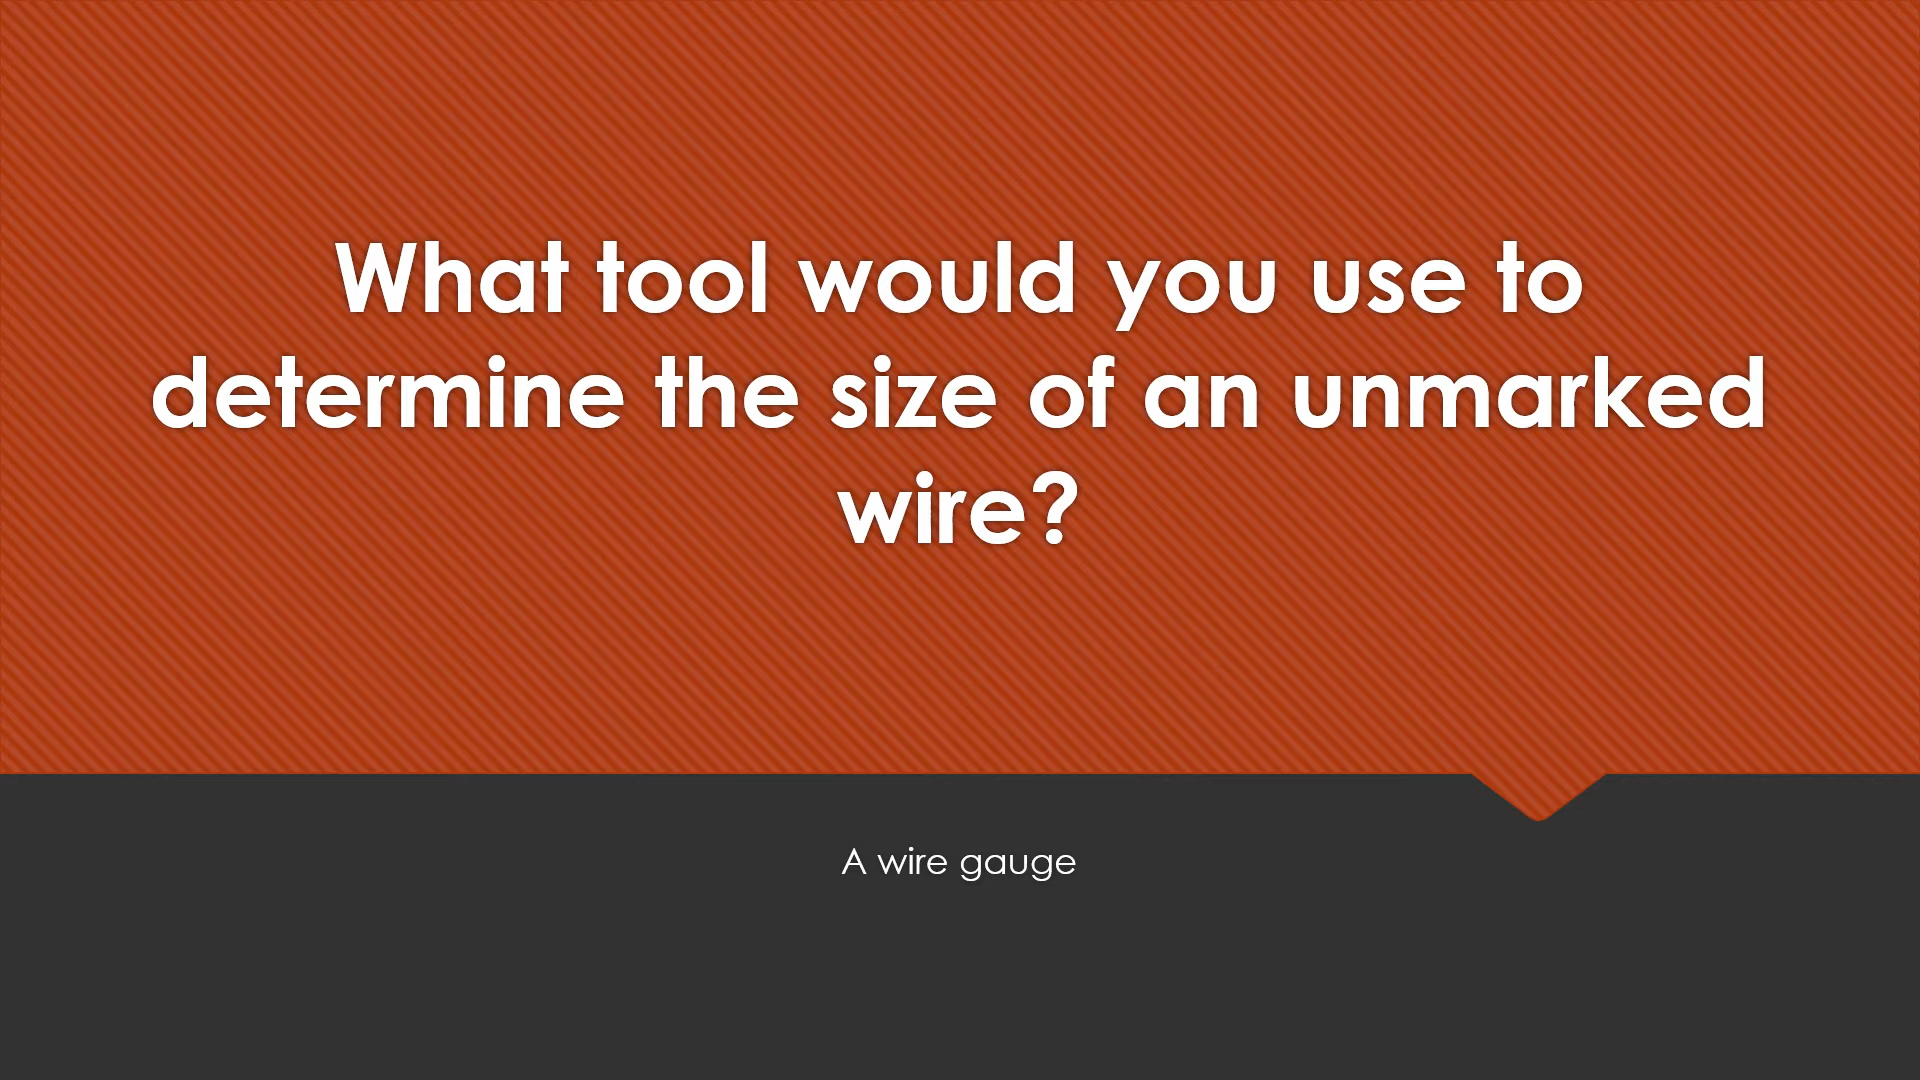 What tool would you use to
determine the size of an unmarked
wire?
A wire gauge